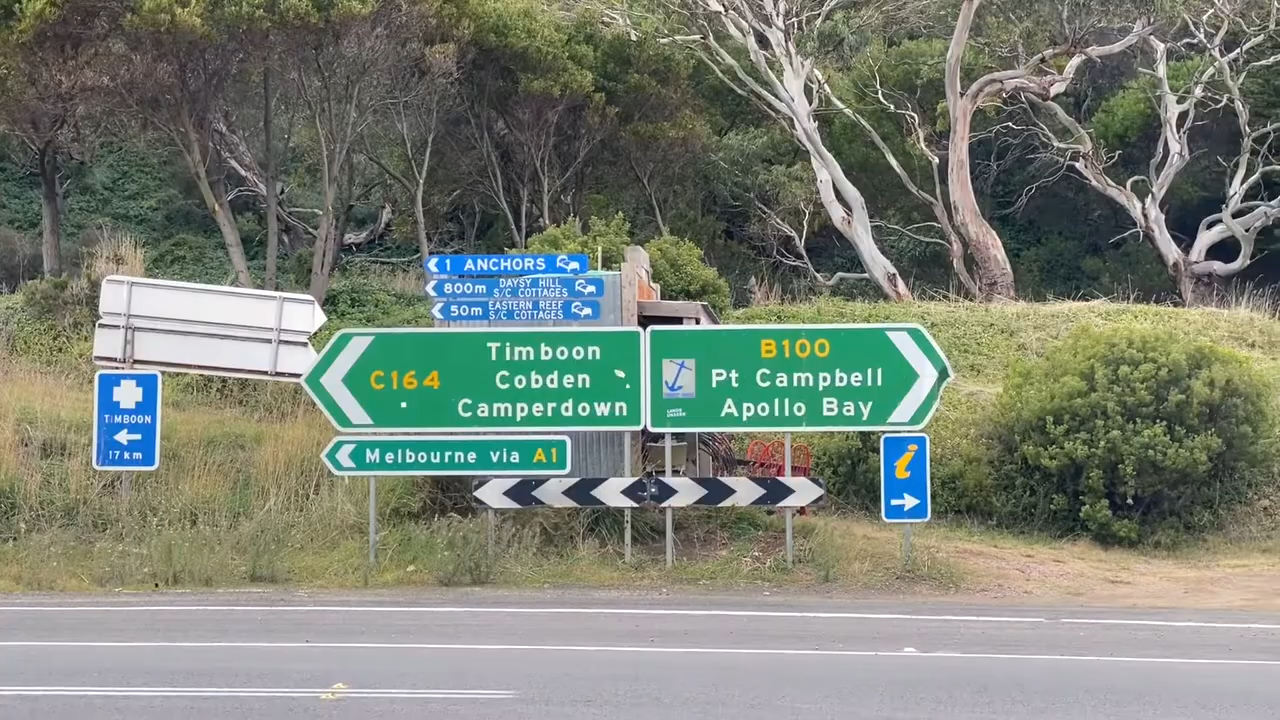 1 ANCHORS
800m DAYSY HILL S/C COTTAGES
50m EASTERN REEF S/C COTTAGES
C164
Timboon
Cobden
Camperdown
B100
Pt Campbell
Apollo Bay
TIMBOON
17 km
Melbourne via A1
i